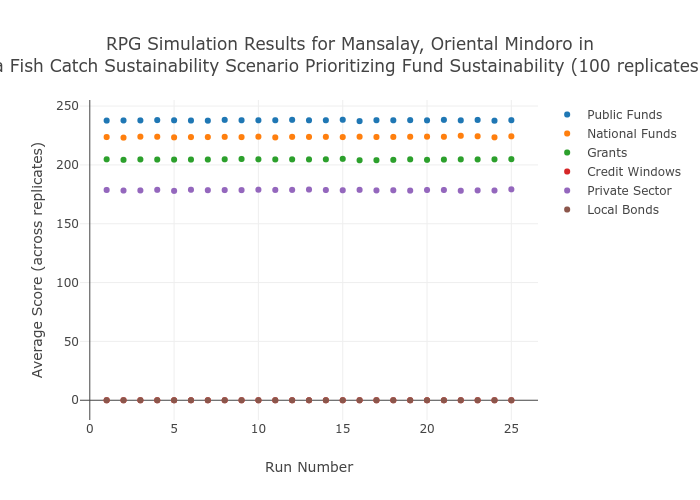 RPG Simulation Results for Mansalay, Oriental Mindoro in
a Fish Catch Sustainability Scenario Prioritizing Fund Sustainability (100 replicates
250
200
150
100
50
0
0 5 10 15 20 25
Average Score (across replicates)
Run Number
Public Funds
National Funds
Grants
Credit Windows
Private Sector
Local Bonds